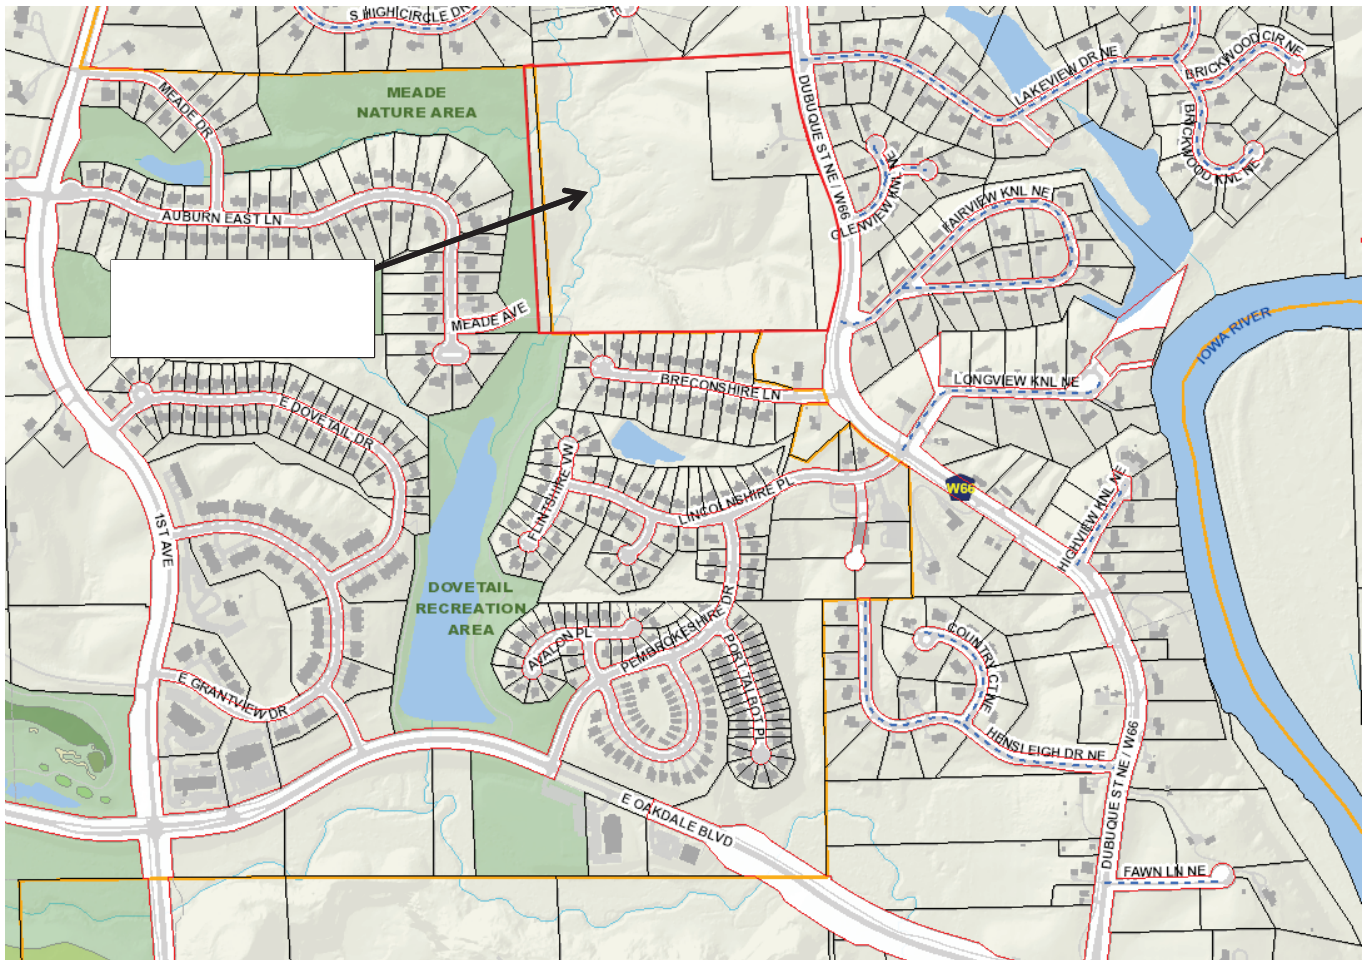 S HIGH CIRCLE DR
MEADE DR
MEADE
NATURE AREA
AUBURN EAST LN
MEADE AVE
DUBUQUE ST NE / W66
LAKEVIEW DR NE
BRICKWOOD CIR NE
BRICKWOOD KNL NE
GLENVIEW KNL
NE
FAIRVIEW KNL NE
IOWA RIVER
BRECONSHIRE LN
LONGVIEW KNL NE
E DOVETAIL DR
FLINTSHIRE VW
LINCOLNSHIRE PL
W66
HIGHVIEW KNL NE
1ST AVE
DOVETAIL
RECREATION
AREA
AVALON PL
PEMBROKESHIRE DR
PORT TALBOT PL
COUNTRY CT NE
E GRANTVIEW DR
HENSLEIGH DR NE
E OAKDALE BLVD
DUBUQUE ST NE / W66
FAWN LN NE